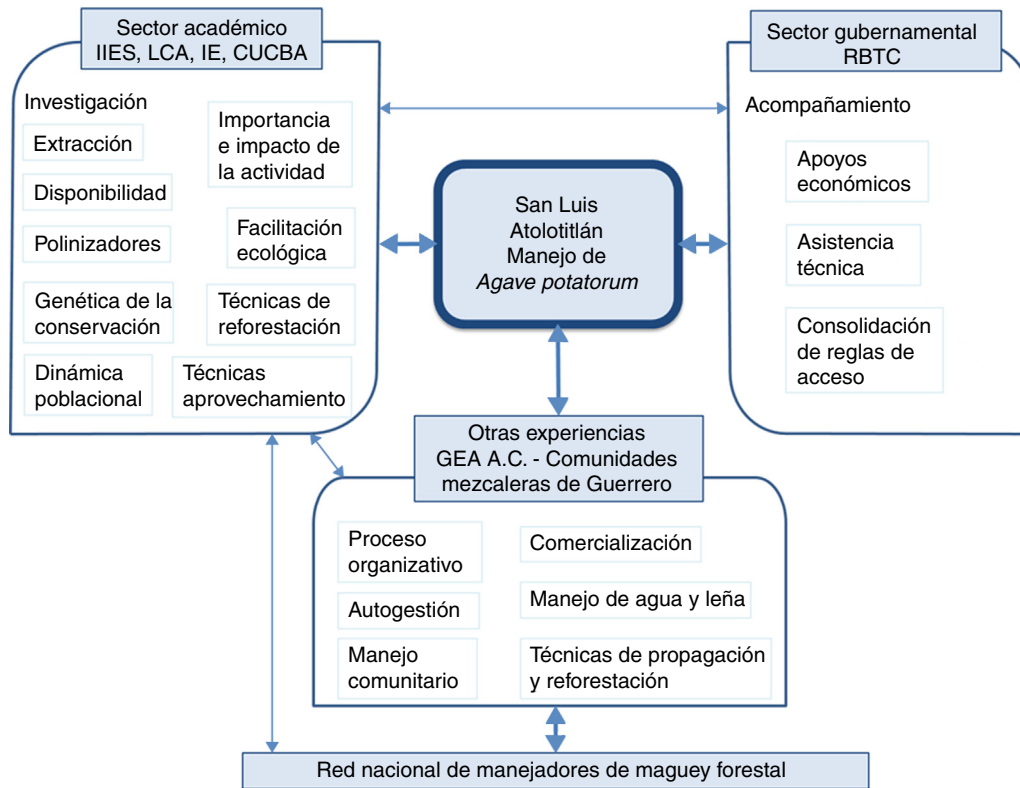 Sector académico
IIES, LCA, IE, CUCBA
Investigación
Extracción
Disponibilidad
Polinizadores
Genética de la
conservación
Dinámica
poblacional
Importancia
e impacto de
la actividad
Facilitación
ecológica
Técnicas de
reforestación
Técnicas
aprovechamiento
San Luis
Atolotitlán
Manejo de
Agave potatorum
Sector gubernamental
RBTC
Acompañamiento
Apoyos
económicos
Asistencia
técnica
Consolidación
de reglas de
acceso
Otras experiencias
GEA A.C. - Comunidades
mezcaleras de Guerrero
Proceso
organizativo
Autogestión
Manejo
comunitario
Comercialización
Manejo de agua y leña
Técnicas de propagación
y reforestación
Red nacional de manejadores de maguey forestal